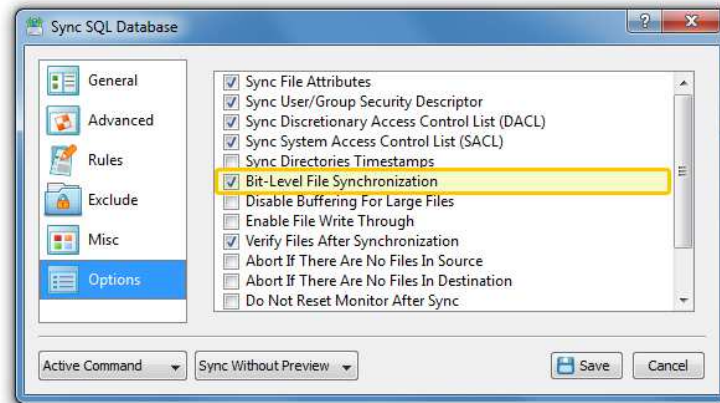 Sync SQL Database
General
Advanced
Rules
Exclude
Misc
Options
Sync File Attributes
Sync User/Group Security Descriptor
Sync Discretionary Access Control List (DACL)
Sync System Access Control List (SACL)
Sync Directories Timestamps
Bit-Level File Synchronization
Disable Buffering For Large Files
Enable File Write Through
Verify Files After Synchronization
Abort If There Are No Files In Source
Abort If There Are No Files In Destination
Do Not Reset Monitor After Sync
Active Command
Sync Without Preview
Save
Cancel